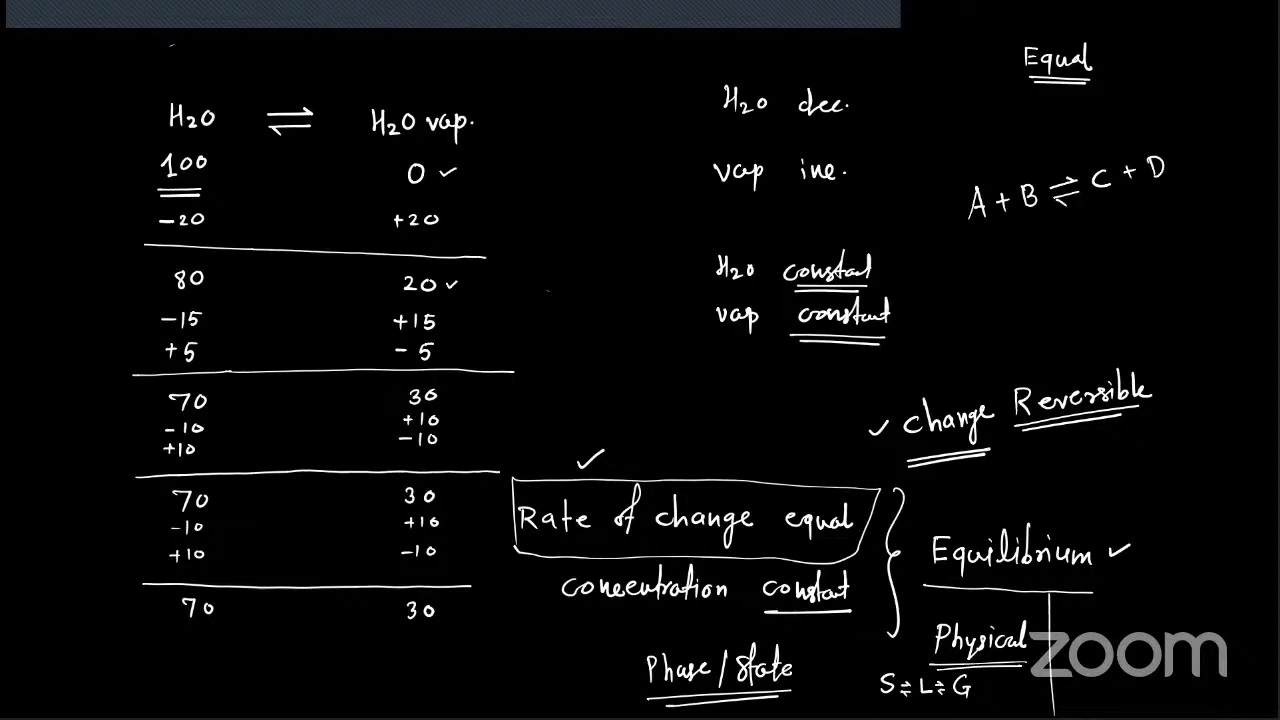 H₂O ⇌ H₂O vap.
100 0 ✓
-20 +20
80 20 ✓
-15 +15
+5 -5
70 30
-10 +10
+10 -10
70 30
-10 +10
+10 -10
70 30
H₂O dec.
vap inc.
H₂O constant
vap constant
Equal
A + B ⇌ C + D
✓ change Reversible
✓
Rate of change equal
concentration constant
Equilibrium ✓
Physical
S ⇌ L ⇌ G
Phase/State
zoom